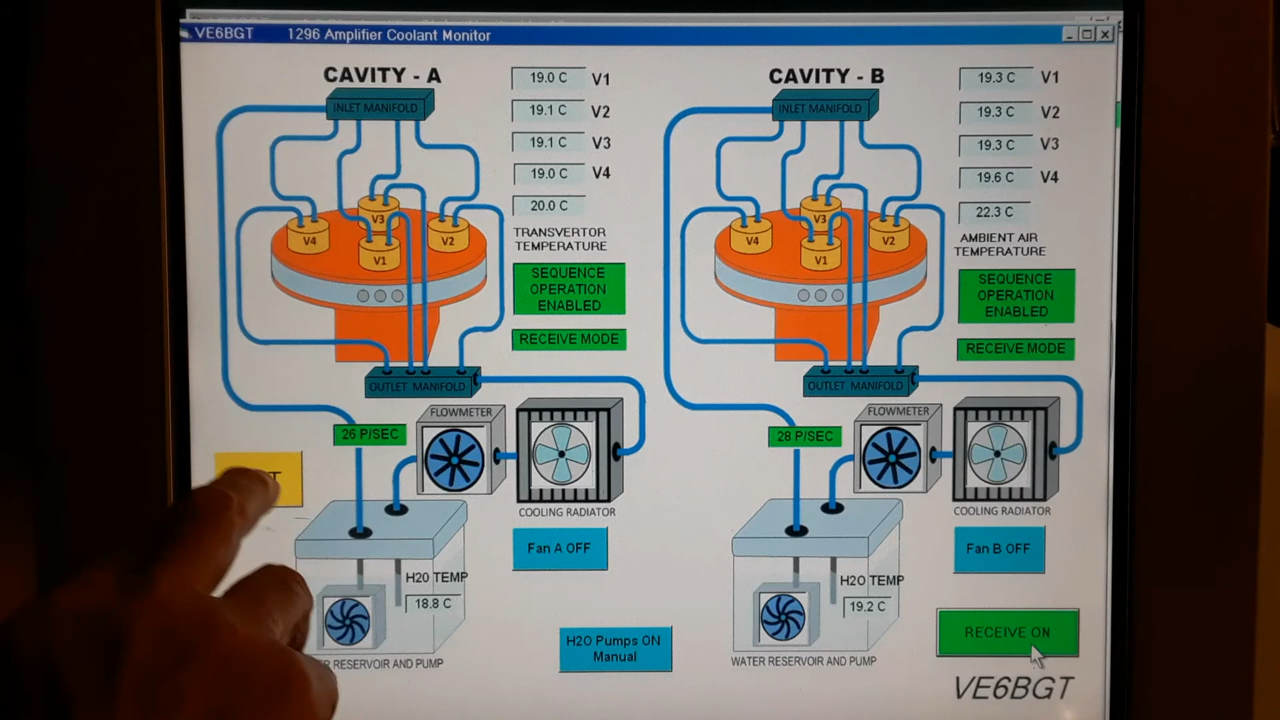 VE6BGT 1296 Amplifier Coolant Monitor
CAVITY - A
INLET MANIFOLD
19.0 C V1
19.1 C V2
19.1 C V3
19.0 C V4
20.0 C
TRANSVERTOR
TEMPERATURE
V3
V4
V2
V1
SEQUENCE
OPERATION
ENABLED
RECEIVE MODE
OUTLET MANIFOLD
FLOWMETER
26 P/SEC
COOLING RADIATOR
Fan A OFF
H20 TEMP
18.8 C
RESERVOIR AND PUMP
H2O Pumps ON
Manual
CAVITY - B
INLET MANIFOLD
19.3 C V1
19.3 C V2
19.3 C V3
19.6 C V4
22.3 C
AMBIENT AIR
TEMPERATURE
V3
V4
V2
V1
SEQUENCE
OPERATION
ENABLED
RECEIVE MODE
OUTLET MANIFOLD
FLOWMETER
28 P/SEC
COOLING RADIATOR
Fan B OFF
H20 TEMP
19.2 C
WATER RESERVOIR AND PUMP
RECEIVE ON
VE6BGT